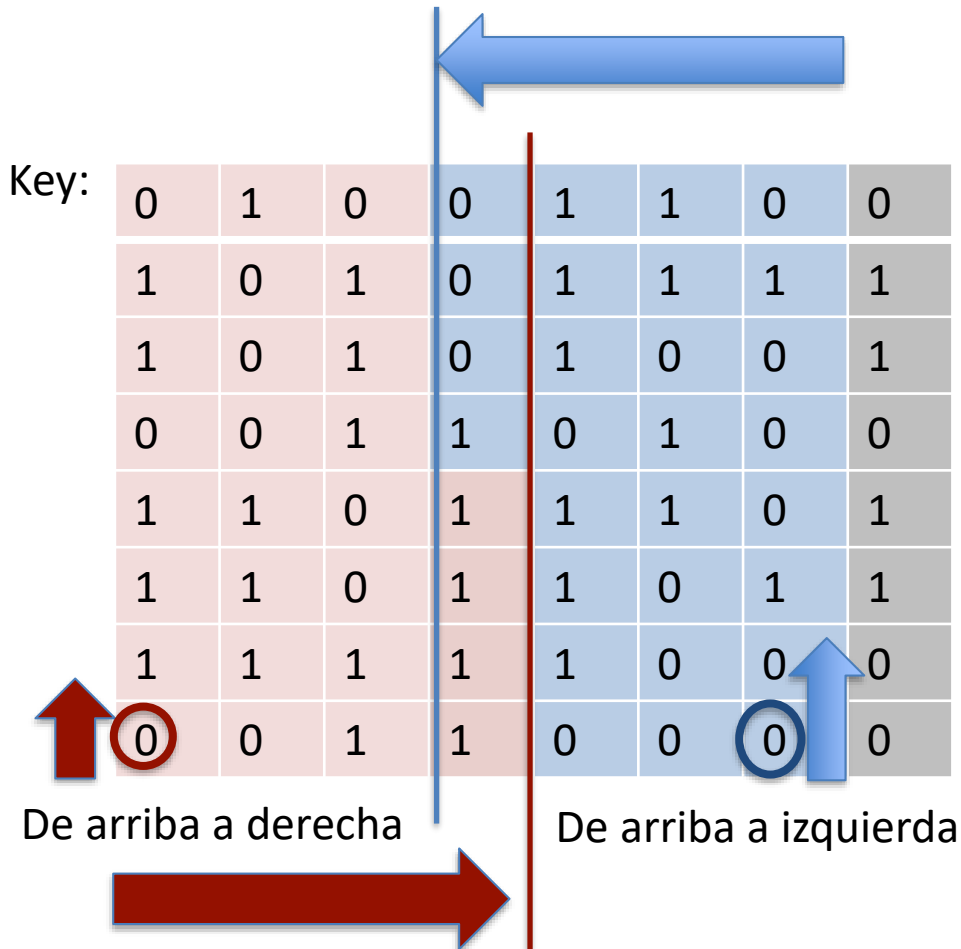 Key: 0 1 0 0 1 1 0 0
1 0 1 0 1 1 1 1
1 0 1 0 1 0 0 1
0 0 1 1 0 1 0 0
1 1 0 1 1 1 0 1
1 1 0 1 1 0 1 1
1 1 1 1 1 0 0 0
0 0 1 1 0 0 0 0
De arriba a derecha De arriba a izquierda